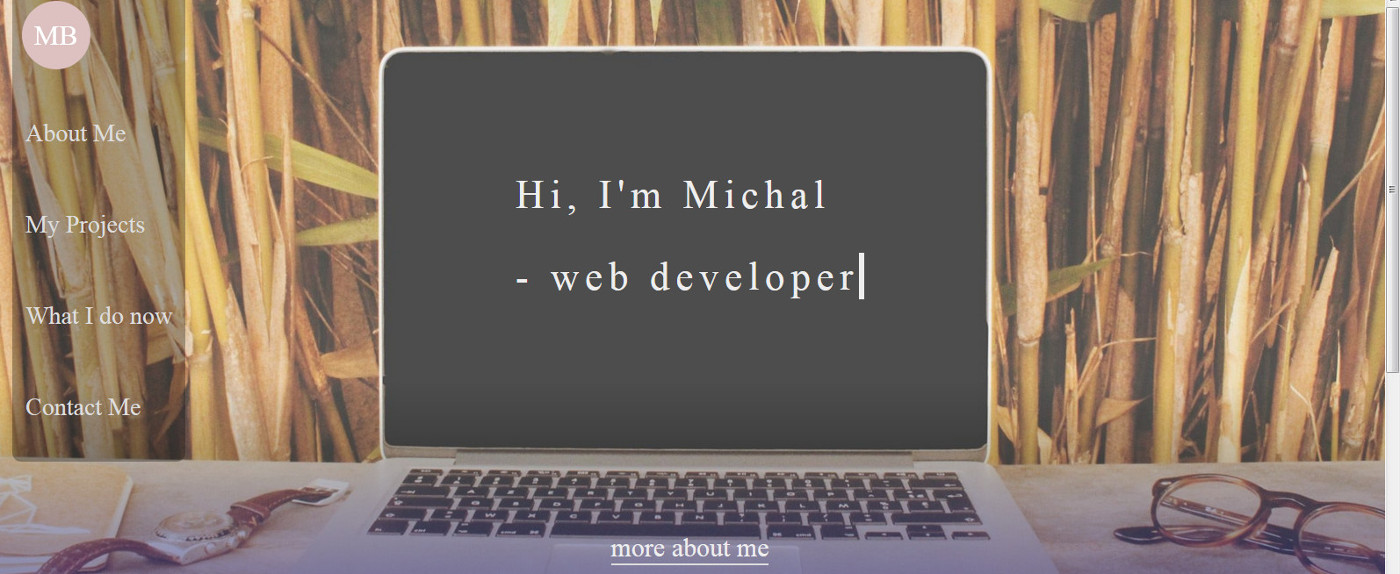 MB
About Me
My Projects
What I do now
Contact Me
Hi, I'm Michal
- web developer
more about me